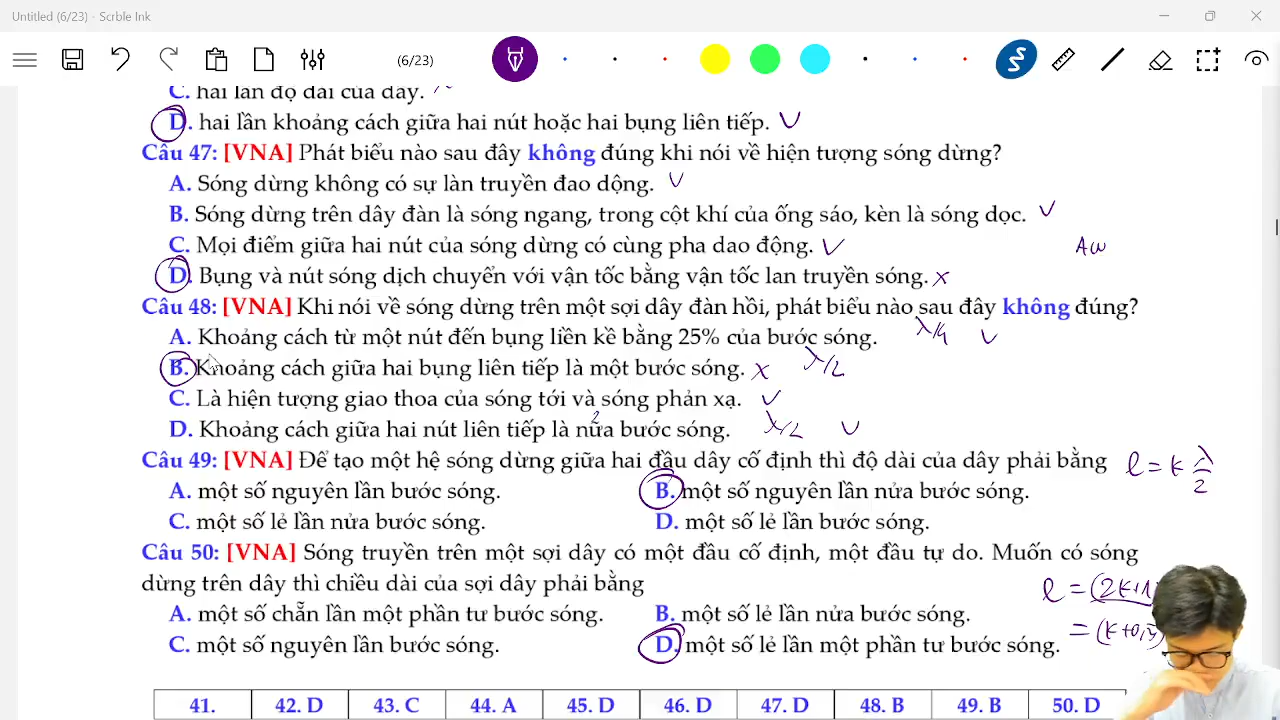 Untitled (6/23) - Scrble Ink
(6/23)
C. hai lần độ dài của dây.
D. hai lần khoảng cách giữa hai nút hoặc hai bụng liên tiếp. V
Câu 47: [VNA] Phát biểu nào sau đây không đúng khi nói về hiện tượng sóng dừng?
A. Sóng dừng không có sự làn truyền đao động. V
B. Sóng dừng trên dây đàn là sóng ngang, trong cột khí của ống sáo, kèn là sóng dọc. V
C. Mọi điểm giữa hai nút của sóng dừng có cùng pha dao động. V Aω
D. Bụng và nút sóng dịch chuyển với vận tốc bằng vận tốc lan truyền sóng. x
Câu 48: [VNA] Khi nói về sóng dừng trên một sợi dây đàn hồi, phát biểu nào sau đây không đúng?
A. Khoảng cách từ một nút đến bụng liền kề bằng 25% của bước sóng. λ/4 V
B. Khoảng cách giữa hai bụng liên tiếp là một bước sóng. x λ/2
C. Là hiện tượng giao thoa của sóng tới và sóng phản xạ. V
D. Khoảng cách giữa hai nút liên tiếp là nửa bước sóng. λ/2 V
Câu 49: [VNA] Để tạo một hệ sóng dừng giữa hai đầu dây cố định thì độ dài của dây phải bằng l = k λ/2
A. một số nguyên lần bước sóng. B. một số nguyên lần nửa bước sóng.
C. một số lẻ lần nửa bước sóng. D. một số lẻ lần bước sóng.
Câu 50: [VNA] Sóng truyền trên một sợi dây có một đầu cố định, một đầu tự do. Muốn có sóng
dừng trên dây thì chiều dài của sợi dây phải bằng l = (2k+1)
A. một số chẵn lần một phần tư bước sóng. B. một số lẻ lần nửa bước sóng.
= (k+0,5)
C. một số nguyên lần bước sóng. D. một số lẻ lần một phần tư bước sóng.
41. 42. D 43. C 44. A 45. D 46. D 47. D 48. B 49. B 50. D